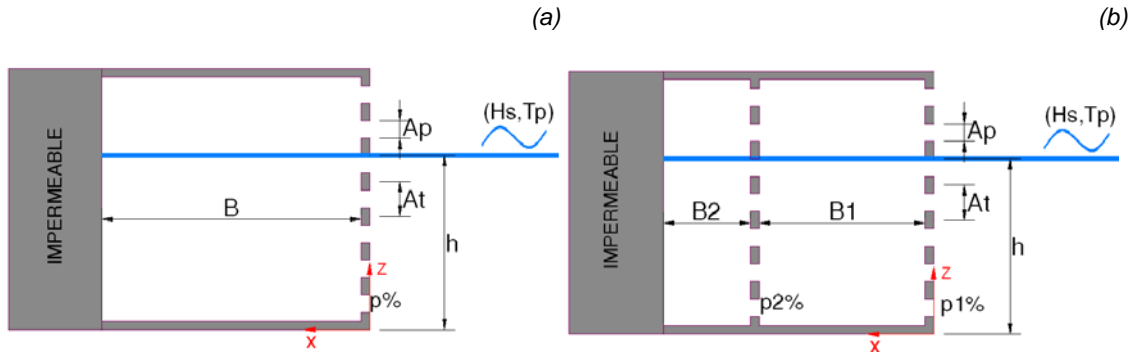 (a)
IMPERMEABLE
(Hs,Tp)
Ap
At
B
h
z
p%
x
(b)
IMPERMEABLE
(Hs,Tp)
Ap
At
B2
B1
h
z
p2%
p1%
x